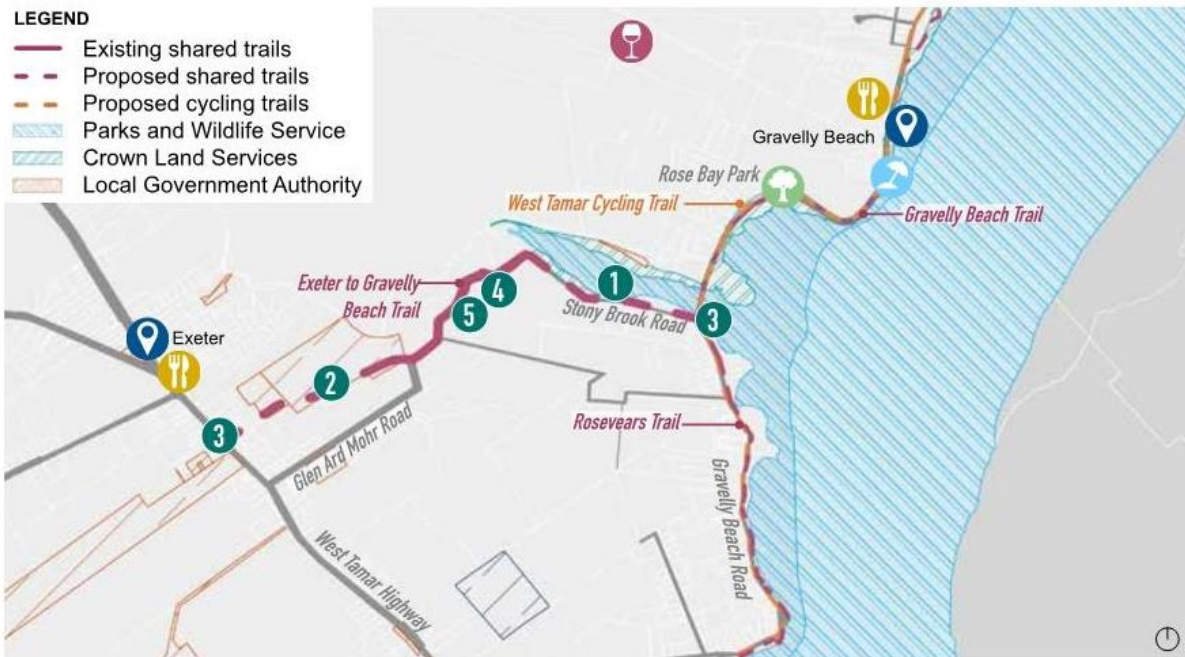 LEGEND
Existing shared trails
Proposed shared trails
Proposed cycling trails
Parks and Wildlife Service
Crown Land Services
Local Government Authority
Gravelly Beach
Rose Bay Park
West Tamar Cycling Trail
Gravelly Beach Trail
Exeter to Gravelly
Beach Trail
4
1
5
Stony Brook Road
3
Exeter
2
Rosevears Trail
3
Glen Ard Mohr Road
Gravelly Beach Road
West Tamar Highway